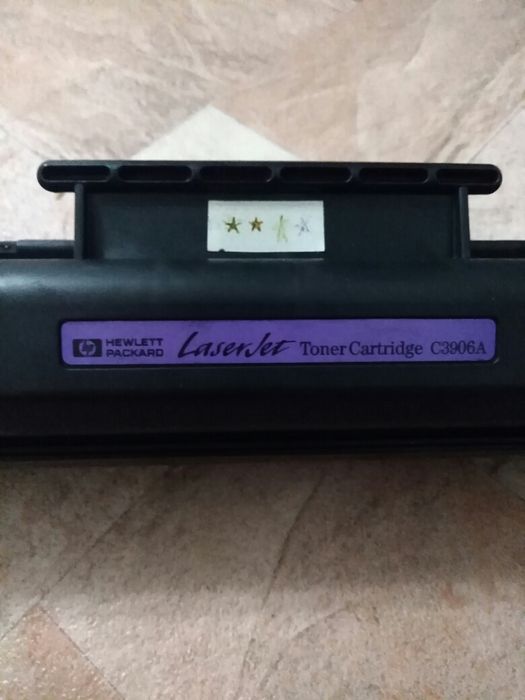 HEWLETT
PACKARD
LaserJet Toner Cartridge C3906A